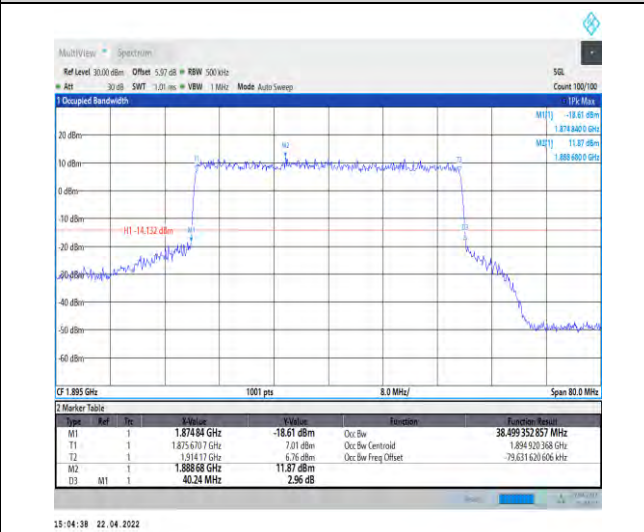 MultiView Spectrum
Ref Level 30.00 dBm Offset 5.97 dB RBW 500 kHz SGL
Att 30 dB SWT 1.01 ms VBW 1 MHz Mode Auto Sweep Count 100/100
1 Occupied Bandwidth 1Pk Max
M1[1] -18.61 dBm
1.874 840 0 GHz
20 dBm
M2[1] 11.87 dBm
1.888 680 0 GHz
M2
T1
T2
10 dBm
0 dBm
-10 dBm
H1 -14.132 dBm
M1
D3
-20 dBm
-30 dBm
-40 dBm
-50 dBm
-60 dBm
CF 1.895 GHz 1001 pts 8.0 MHz/ Span 80.0 MHz
2 Marker Table
Type Ref Trc X-Value Y-Value Function Function Result
M1 1 1.874 84 GHz -18.61 dBm Occ Bw 38.499 352 857 MHz
T1 1 1.875 670 7 GHz 7.01 dBm Occ Bw Centroid 1.894 920 368 GHz
T2 1 1.914 17 GHz 6.76 dBm Occ Bw Freq Offset -79.631 620 606 kHz
M2 1 1.888 68 GHz 11.87 dBm
D3 M1 1 40.24 MHz 2.96 dB
15:04:38 22.04.2022